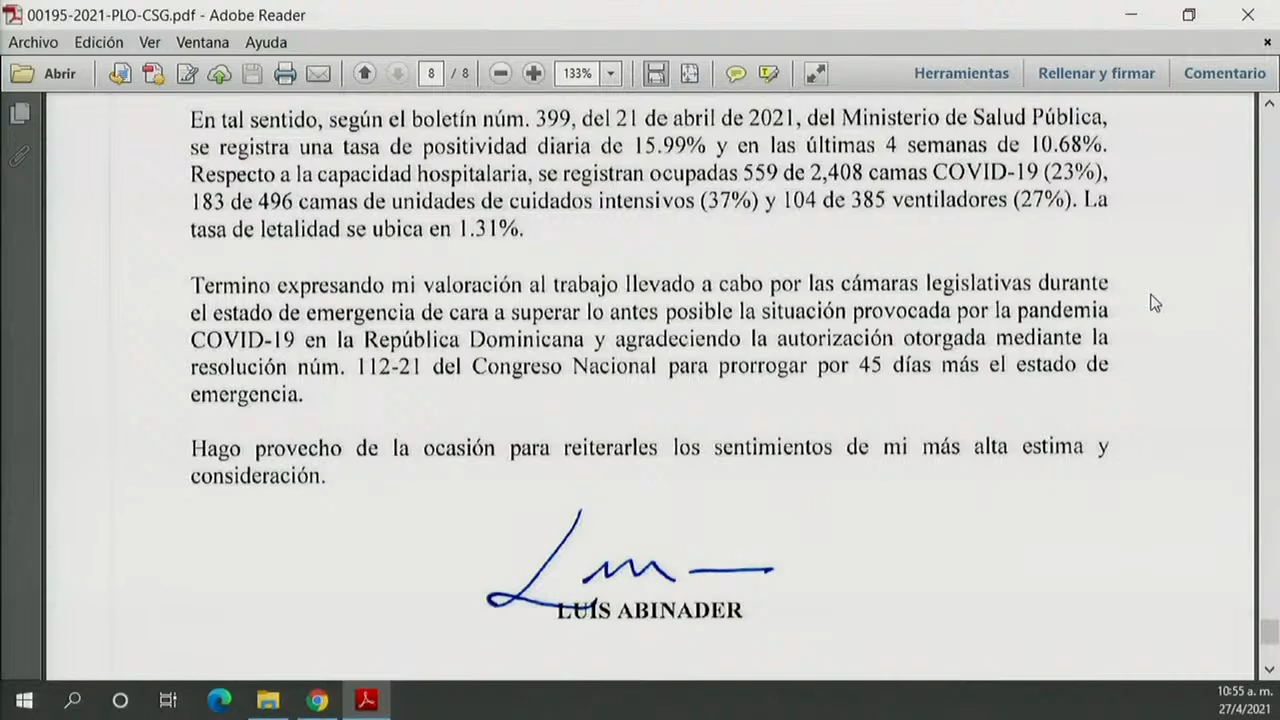 00195-2021-PLO-CSG.pdf - Adobe Reader
Archivo Edición Ver Ventana Ayuda
Abrir 8 / 8 133% Herramientas Rellenar y firmar Comentario
En tal sentido, según el boletín núm. 399, del 21 de abril de 2021, del Ministerio de Salud Pública,
se registra una tasa de positividad diaria de 15.99% y en las últimas 4 semanas de 10.68%.
Respecto a la capacidad hospitalaria, se registran ocupadas 559 de 2,408 camas COVID-19 (23%),
183 de 496 camas de unidades de cuidados intensivos (37%) y 104 de 385 ventiladores (27%). La
tasa de letalidad se ubica en 1.31%.
Termino expresando mi valoración al trabajo llevado a cabo por las cámaras legislativas durante
el estado de emergencia de cara a superar lo antes posible la situación provocada por la pandemia
COVID-19 en la República Dominicana y agradeciendo la autorización otorgada mediante la
resolución núm. 112-21 del Congreso Nacional para prorrogar por 45 días más el estado de
emergencia.
Hago provecho de la ocasión para reiterarles los sentimientos de mi más alta estima y
consideración.
LUIS ABINADER
10:55 a. m.
27/4/2021